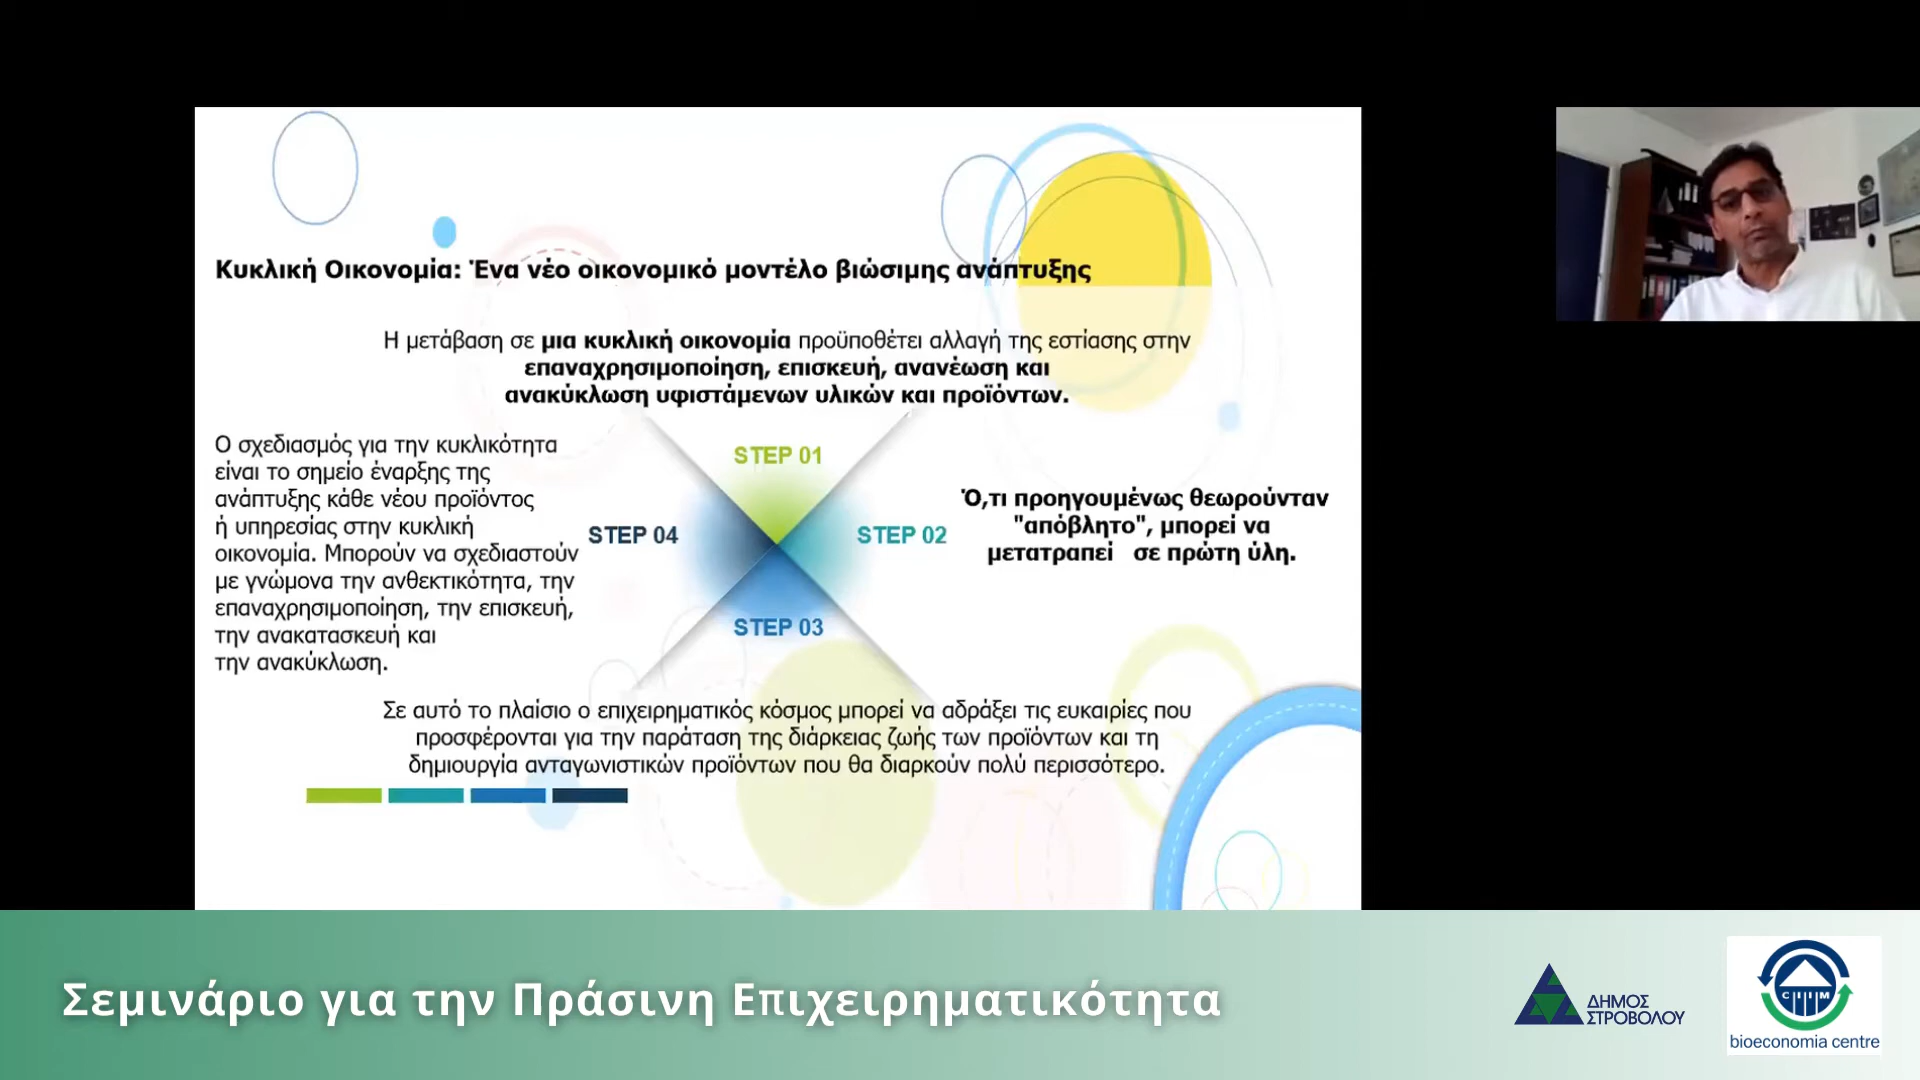 Κυκλική Οικονομία: Ένα νέο οικονομικό μοντέλο βιώσιμης ανάπτυξης
Η μετάβαση σε μια κυκλική οικονομία προϋποθέτει αλλαγή της εστίασης στην
επαναχρησιμοποίηση, επισκευή, ανανέωση και
ανακύκλωση υφιστάμενων υλικών και προϊόντων.
STEP 01
Ό,τι προηγουμένως θεωρούνταν
"απόβλητο", μπορεί να
μετατραπεί σε πρώτη ύλη.
STEP 02
Σε αυτό το πλαίσιο ο επιχειρηματικός κόσμος μπορεί να αδράξει τις ευκαιρίες που
προσφέρονται για την παράταση της διάρκειας ζωής των προϊόντων και τη
δημιουργία ανταγωνιστικών προϊόντων που θα διαρκούν πολύ περισσότερο.
STEP 03
Ο σχεδιασμός για την κυκλικότητα
είναι το σημείο έναρξης της
ανάπτυξης κάθε νέου προϊόντος
ή υπηρεσίας στην κυκλική
οικονομία. Μπορούν να σχεδιαστούν
με γνώμονα την ανθεκτικότητα, την
επαναχρησιμοποίηση, την επισκευή,
την ανακατασκευή και
την ανακύκλωση.
STEP 04
Σεμινάριο για την Πράσινη Επιχειρηματικότητα
ΔΗΜΟΣ
ΣΤΡΟΒΟΛΟΥ
CIIM
bioeconomia centre